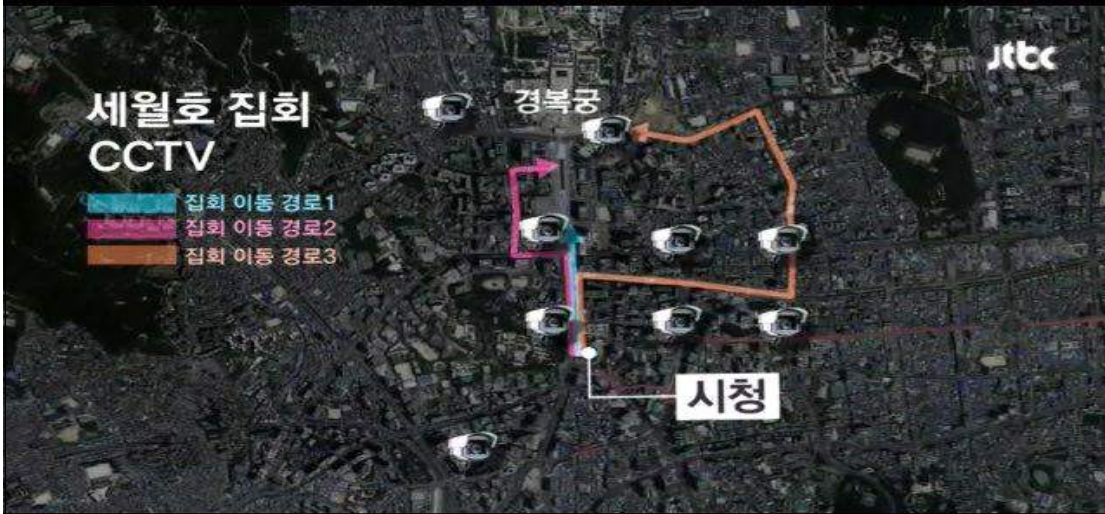 jtbc
세월호 집회
CCTV
경복궁
집회 이동 경로1
집회 이동 경로2
집회 이동 경로3
시청